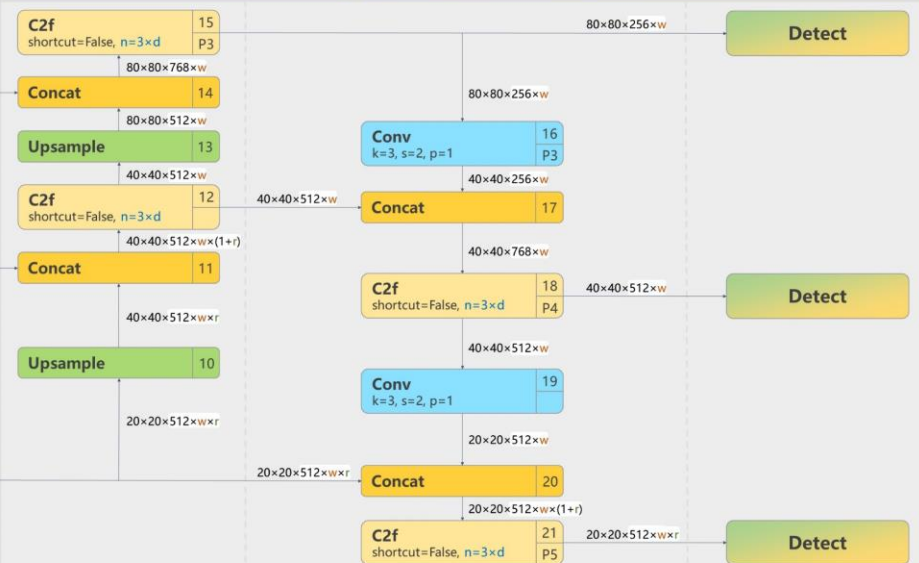 C2f
shortcut=False, n=3×d
15
P3
80×80×256×w
Detect
80×80×768×w
Concat
14
80×80×256×w
80×80×512×w
Upsample
13
Conv
k=3, s=2, p=1
16
P3
40×40×512×w
40×40×256×w
C2f
shortcut=False, n=3×d
12
40×40×512×w
Concat
17
40×40×512×w×(1+r)
40×40×768×w
Concat
11
C2f
shortcut=False, n=3×d
18
P4
40×40×512×w
Detect
40×40×512×w×r
40×40×512×w
Upsample
10
Conv
k=3, s=2, p=1
19
20×20×512×w×r
20×20×512×w
20×20×512×w×r
Concat
20
20×20×512×w×(1+r)
C2f
shortcut=False, n=3×d
21
P5
20×20×512×w×r
Detect